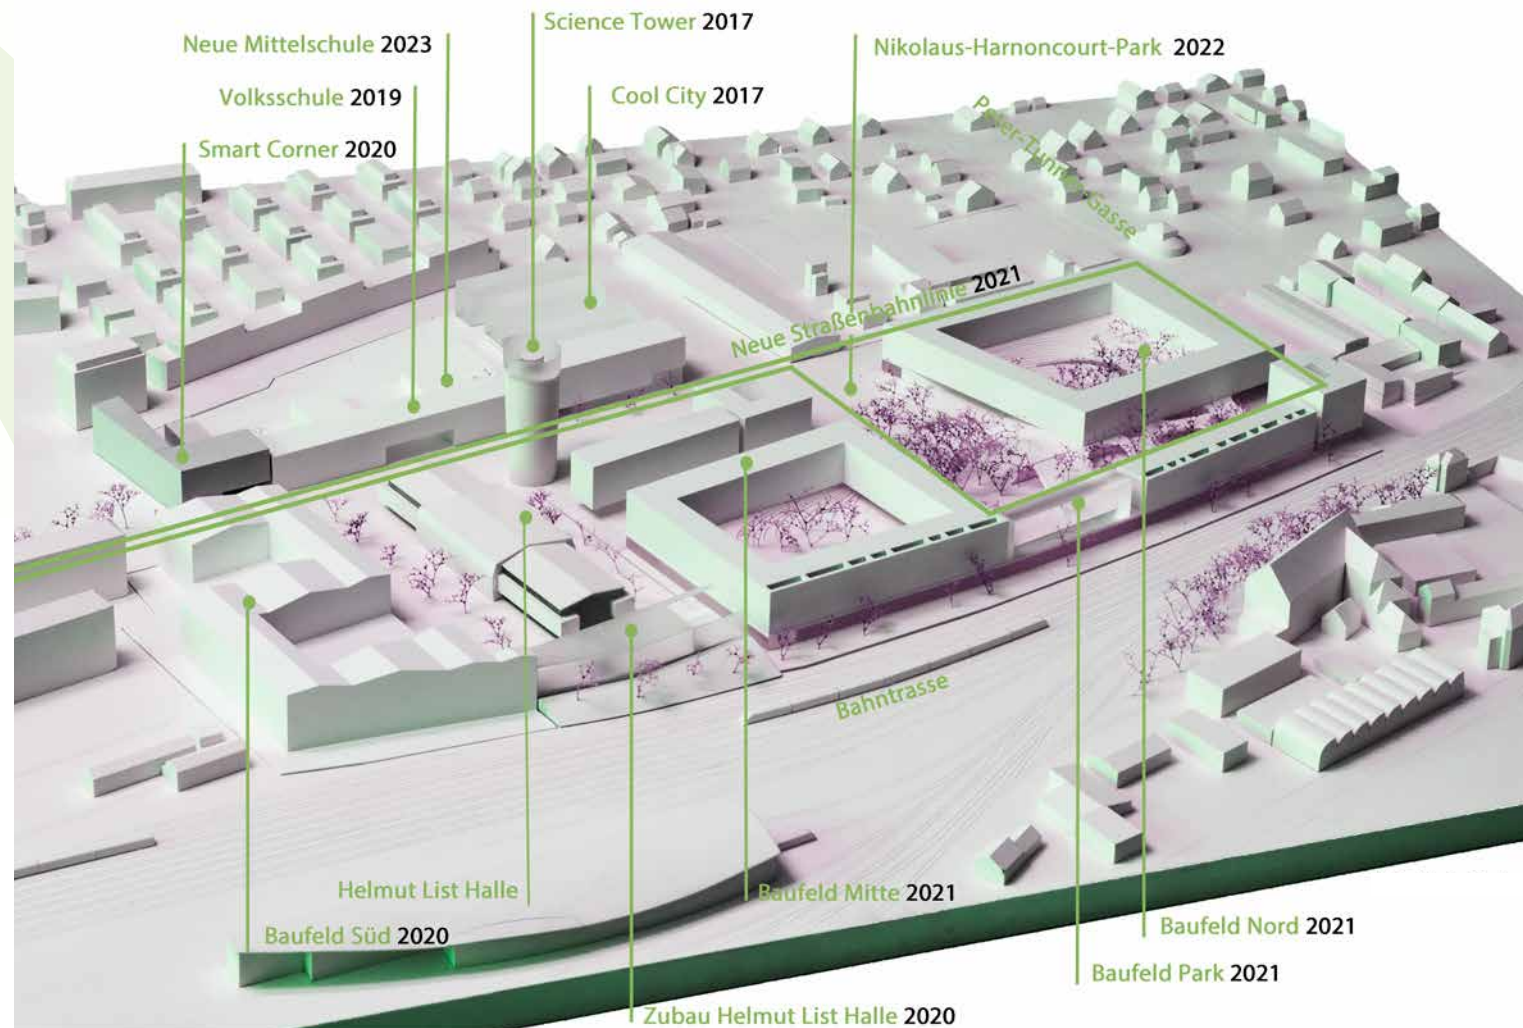 Science Tower 2017
Neue Mittelschule 2023
Nikolaus-Harnoncourt-Park 2022
Volksschule 2019
Cool City 2017
Smart Corner 2020
Peter-Tunner-Gasse
Neue Straßenbahnlinie 2021
Bahntrasse
Helmut List Halle
Baufeld Mitte 2021
Baufeld Süd 2020
Baufeld Nord 2021
Baufeld Park 2021
Zubau Helmut List Halle 2020